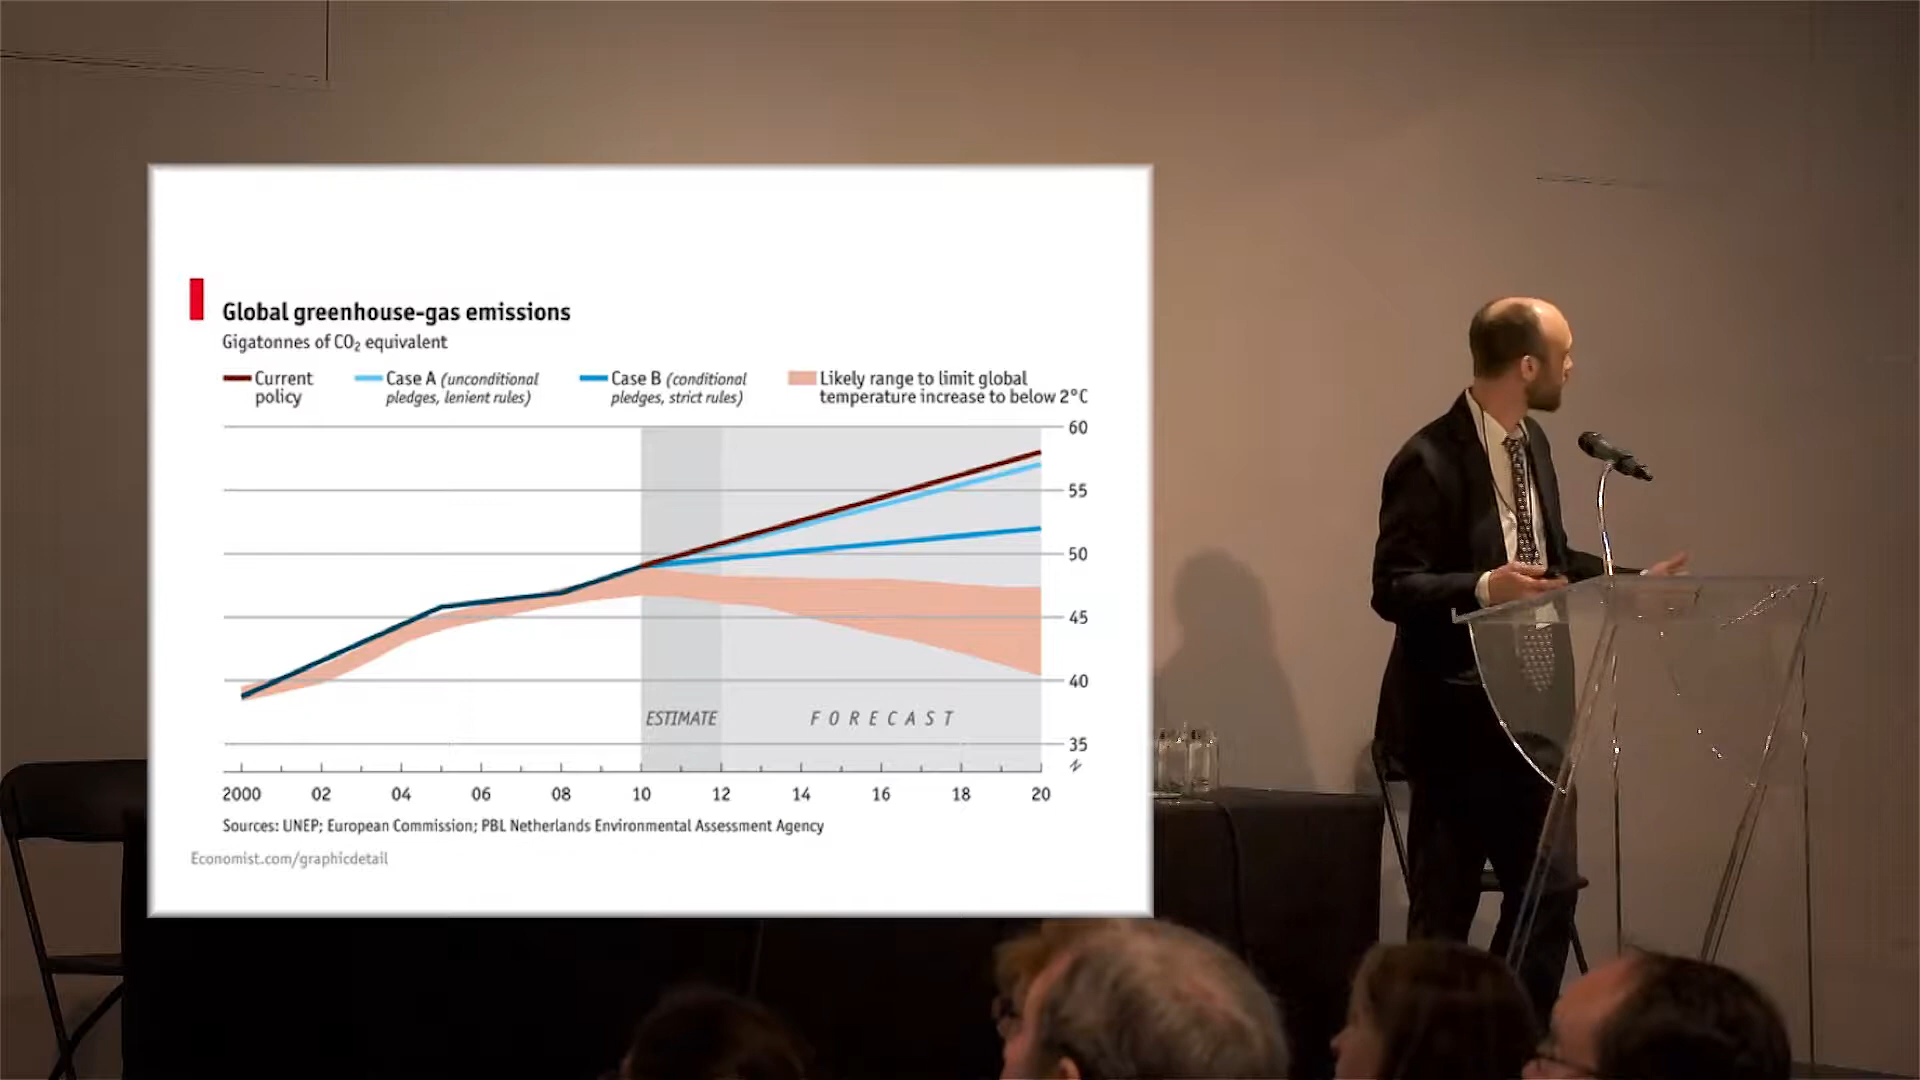 Global greenhouse-gas emissions
Gigatonnes of CO₂ equivalent
Current policy
Case A (unconditional pledges, lenient rules)
Case B (conditional pledges, strict rules)
Likely range to limit global temperature increase to below 2°C
60
55
50
45
40
35
ESTIMATE
FORECAST
2000 02 04 06 08 10 12 14 16 18 20
Sources: UNEP; European Commission; PBL Netherlands Environmental Assessment Agency
Economist.com/graphicdetail